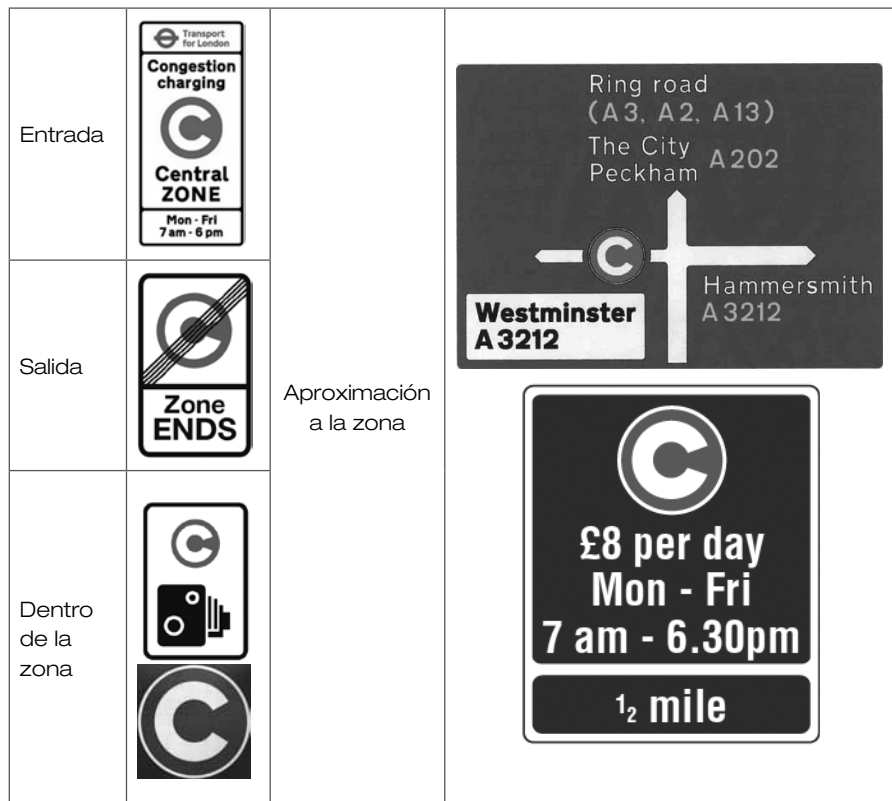 Entrada
Transport
for London
Congestion
charging
C
Central
ZONE
Mon - Fri
7 am - 6 pm
Salida
C
Zone
ENDS
Dentro
de la
zona
C
C
Aproximación
a la zona
Ring road
(A3, A2, A13)
The City
Peckham A202
C
Hammersmith
A3212
Westminster
A3212
C
£8 per day
Mon - Fri
7 am - 6.30pm
1/2 mile